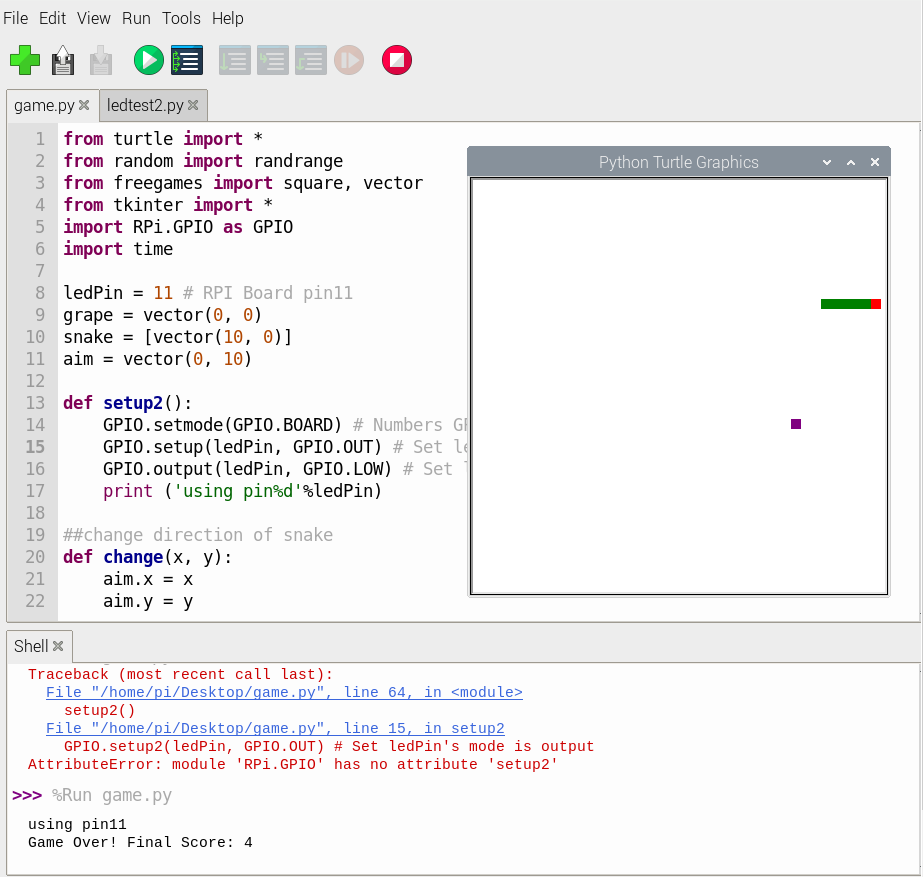 File Edit View Run Tools Help
game.py ledtest2.py
1 from turtle import *
2 from random import randrange
3 from freegames import square, vector
4 from tkinter import *
5 import RPi.GPIO as GPIO
6 import time
7
8 ledPin = 11 # RPI Board pin11
9 grape = vector(0, 0)
10 snake = [vector(10, 0)]
11 aim = vector(0, 10)
12
13 def setup2():
14 GPIO.setmode(GPIO.BOARD) # Numbers
15 GPIO.setup(ledPin, GPIO.OUT) # Set
16 GPIO.output(ledPin, GPIO.LOW) # Set
17 print ('using pin%d'%ledPin)
18
19 ##change direction of snake
20 def change(x, y):
21 aim.x = x
22 aim.y = y
Python Turtle Graphics
Shell
Traceback (most recent call last):
File "/home/pi/Desktop/game.py", line 64, in <module>
setup2()
File "/home/pi/Desktop/game.py", line 15, in setup2
GPIO.setup2(ledPin, GPIO.OUT) # Set ledPin's mode is output
AttributeError: module 'RPi.GPIO' has no attribute 'setup2'
>>> %Run game.py
using pin11
Game Over! Final Score: 4